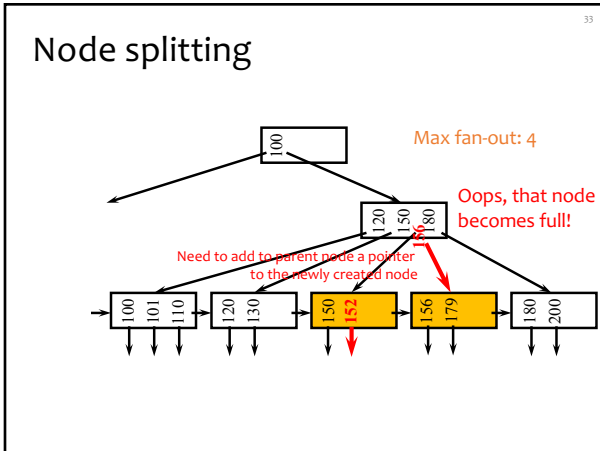 33
Node splitting
Max fan-out: 4
100
Oops, that node
becomes full!
120
150
156
180
Need to add to parent node a pointer
to the newly created node
100
101
110
120
130
150
152
156
179
180
200